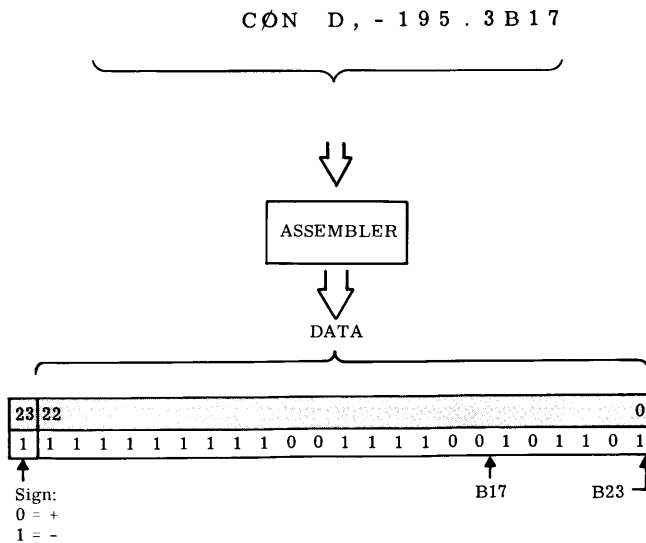 CØN D,-195.3B17
ASSEMBLER
DATA
23 22 0
1 1 1 1 1 1 1 1 1 1 0 0 1 1 1 1 0 0 1 0 1 1 0 1
Sign:
0 = +
1 = -
B17
B23